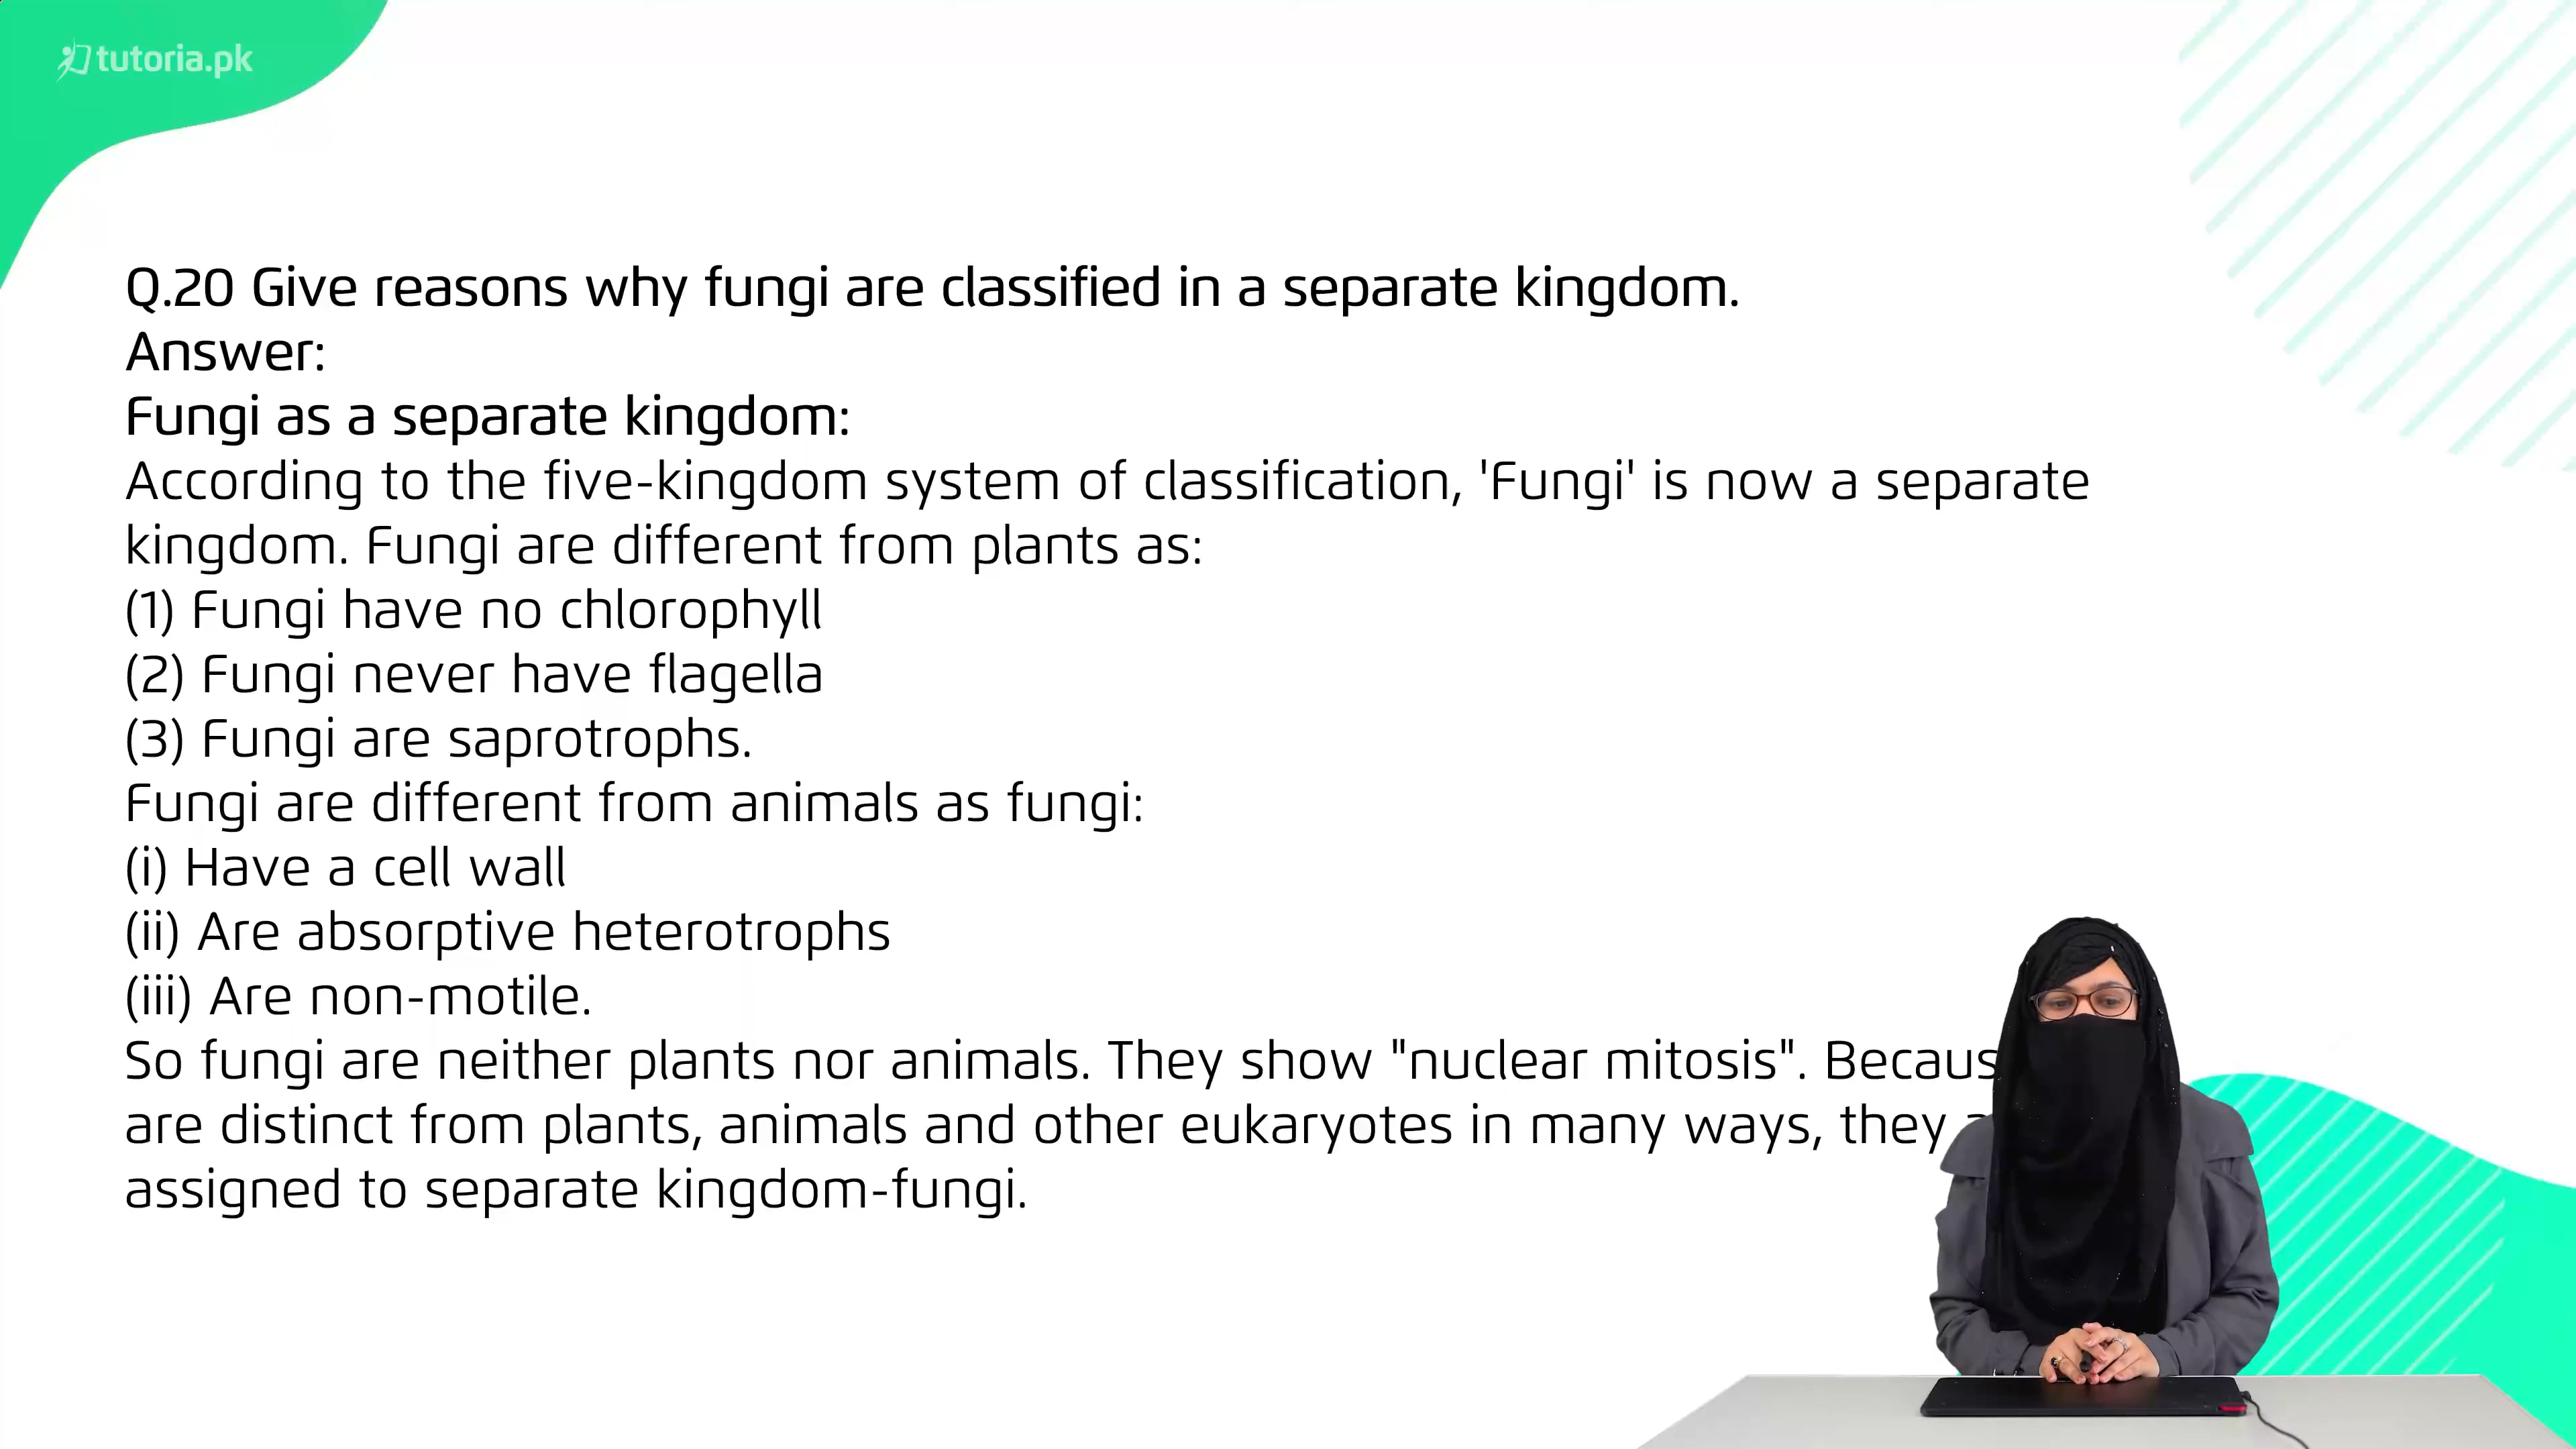 tutoria.pk
Q.20 Give reasons why fungi are classified in a separate kingdom.
Answer:
Fungi as a separate kingdom:
According to the five-kingdom system of classification, 'Fungi' is now a separate
kingdom. Fungi are different from plants as:
(1) Fungi have no chlorophyll
(2) Fungi never have flagella
(3) Fungi are saprotrophs.
Fungi are different from animals as fungi:
(i) Have a cell wall
(ii) Are absorptive heterotrophs
(iii) Are non-motile.
So fungi are neither plants nor animals. They show "nuclear mitosis".
are distinct from plants, animals and other eukaryotes in many ways, they
assigned to separate kingdom-fungi.